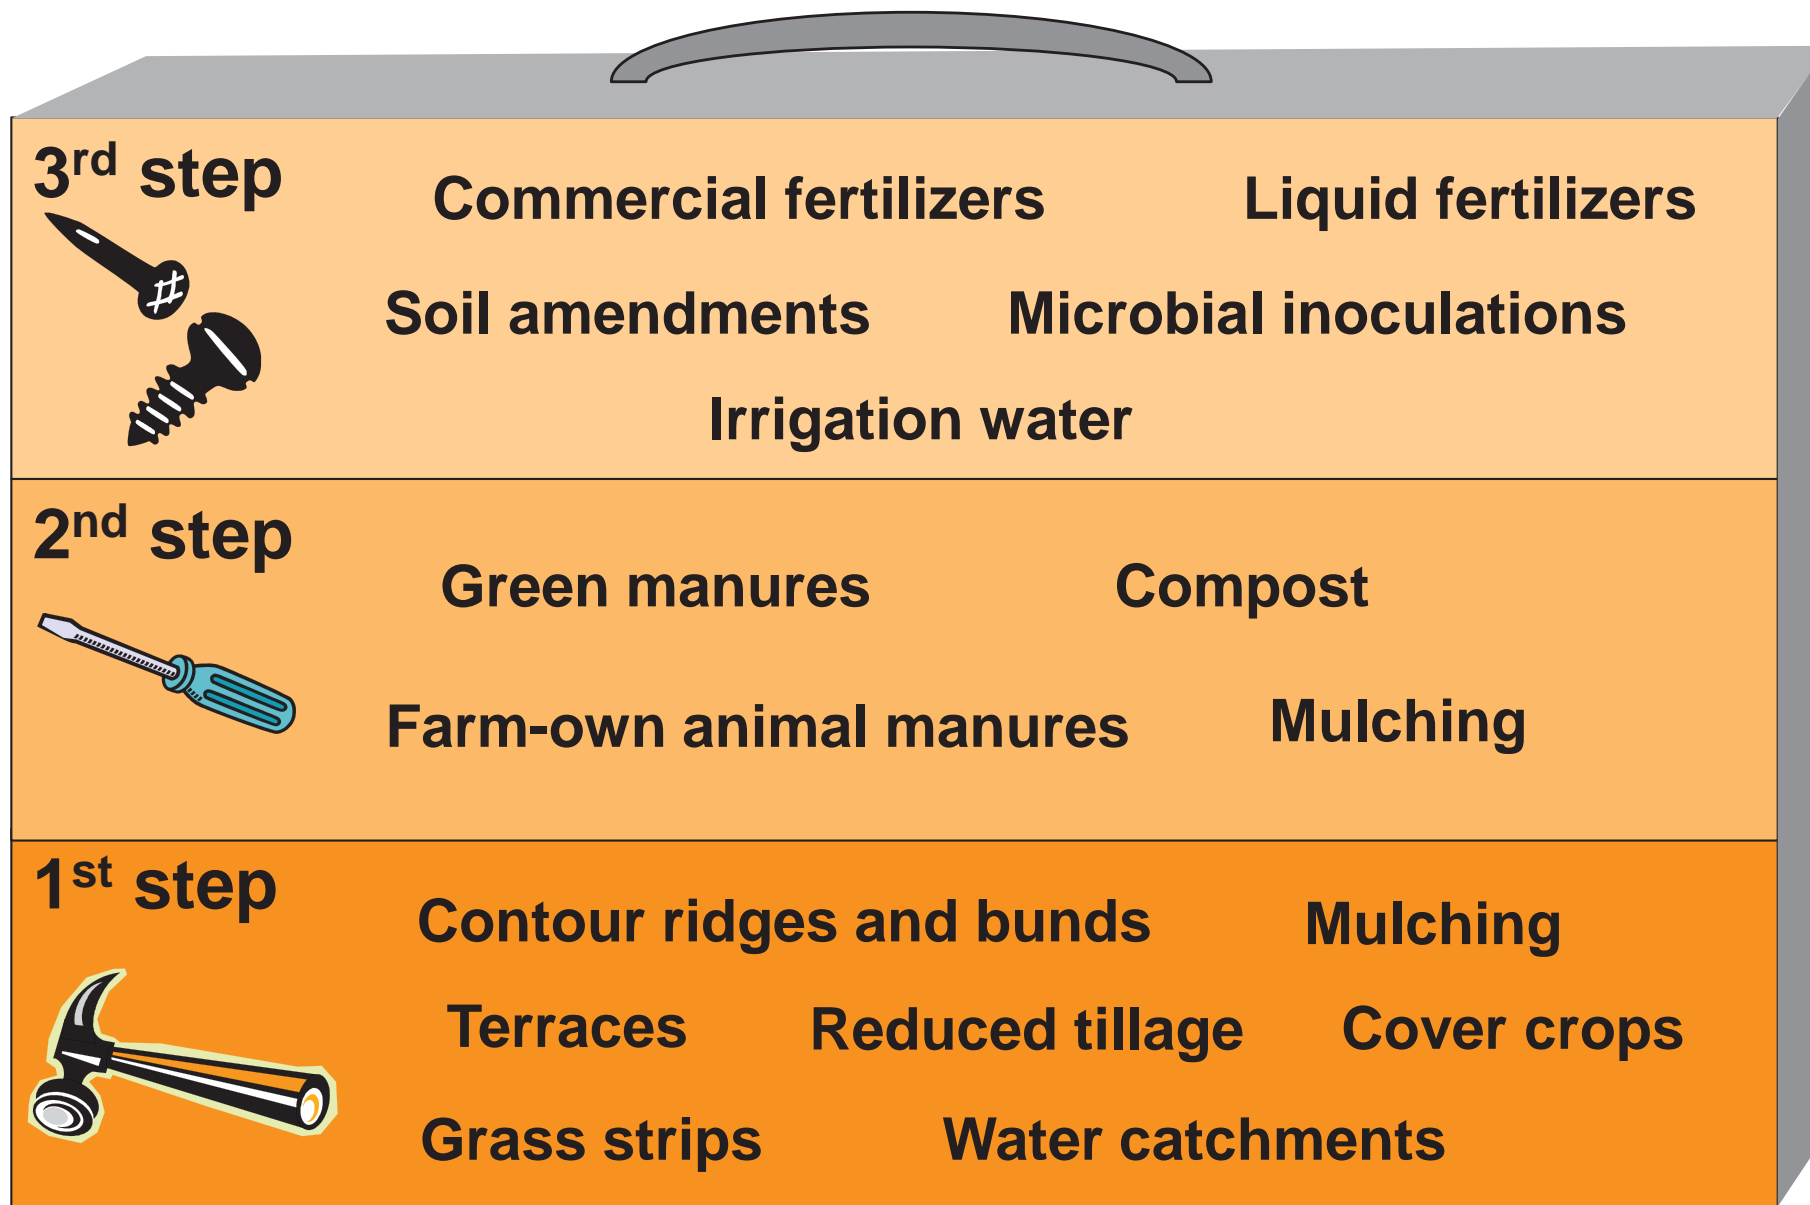 3rd step
Commercial fertilizers Liquid fertilizers
Soil amendments Microbial inoculations
Irrigation water
2nd step
Green manures Compost
Farm-own animal manures Mulching
1st step
Contour ridges and bunds Mulching
Terraces Reduced tillage Cover crops
Grass strips Water catchments